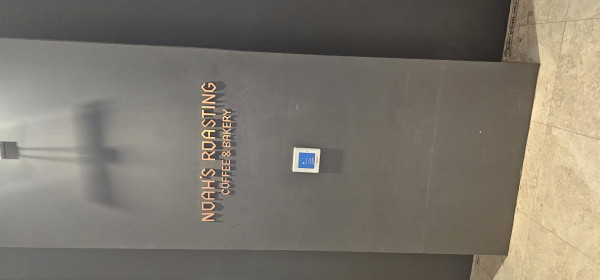 NOAH'S ROASTING
COFFEE & BAKERY